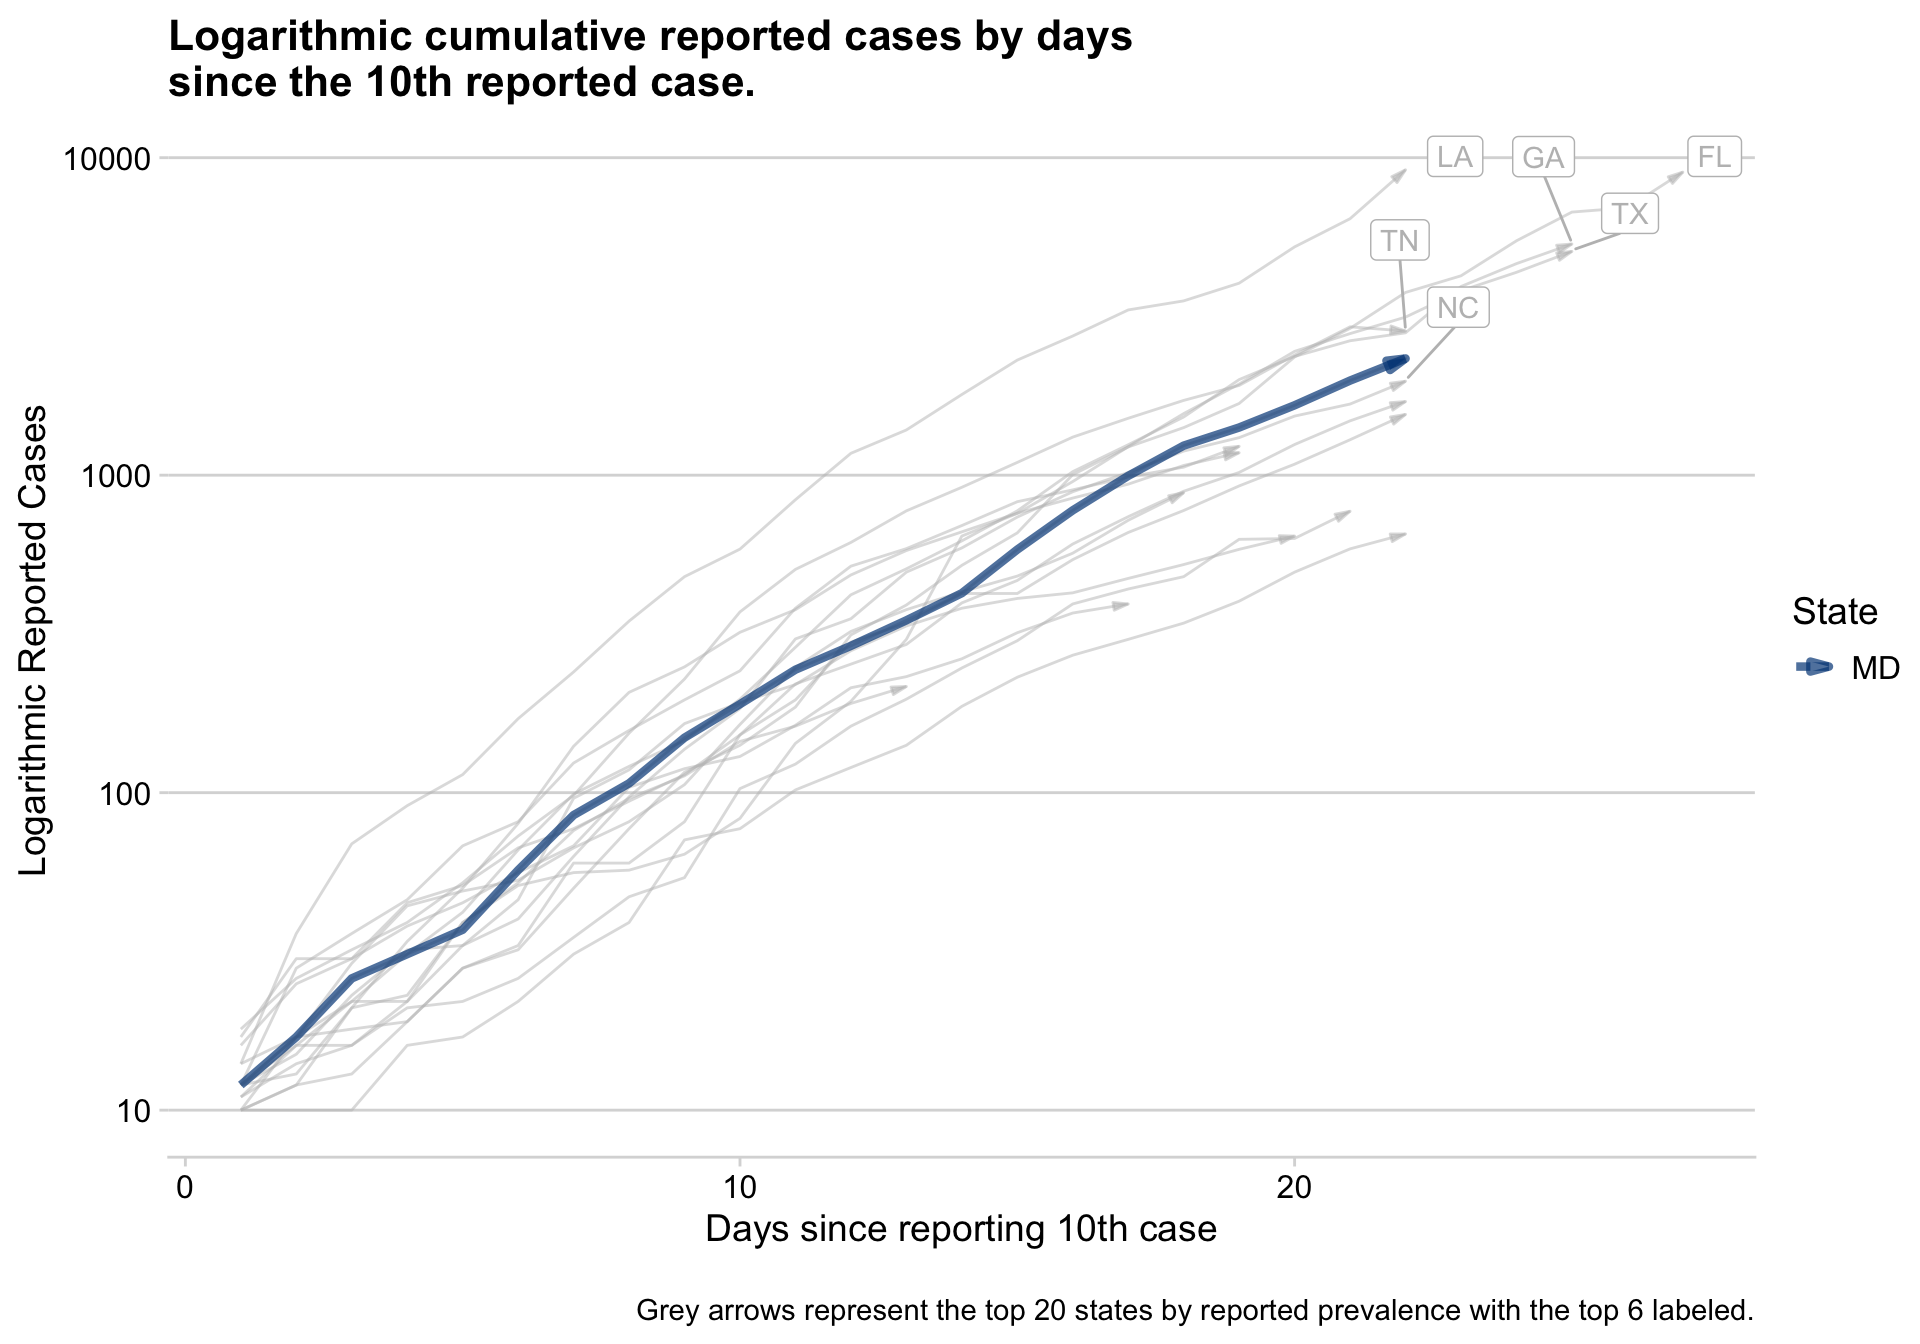 Logarithmic cumulative reported cases by days
since the 10th reported case.
10000
1000
100
10
Logarithmic Reported Cases
LA
GA
FL
TX
TN
NC
State
MD
0
10
20
Days since reporting 10th case
Grey arrows represent the top 20 states by reported prevalence with the top 6 labeled.